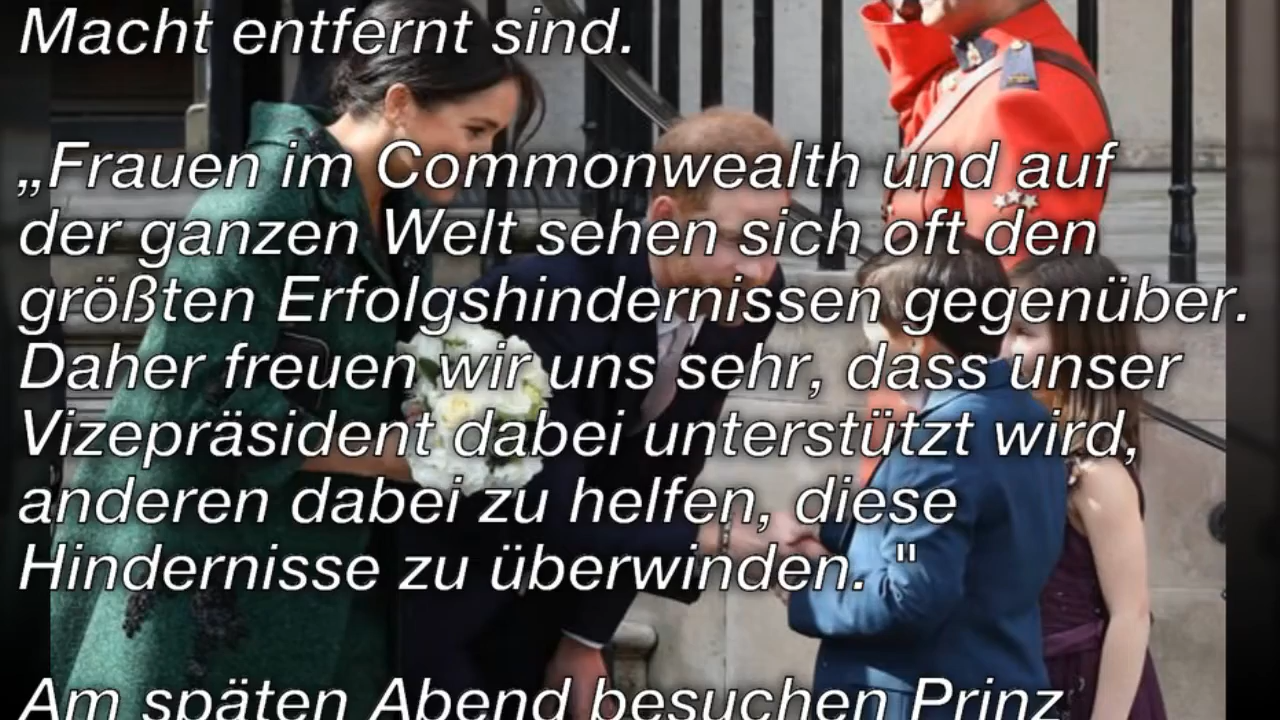 Macht entfernt sind.
„Frauen im Commonwealth und auf
der ganzen Welt sehen sich oft den
größten Erfolgshindernissen gegenüber.
Daher freuen wir uns sehr, dass unser
Vizepräsident dabei unterstützt wird,
anderen dabei zu helfen, diese
Hindernisse zu überwinden. "
Am späten Abend besuchen Prinz